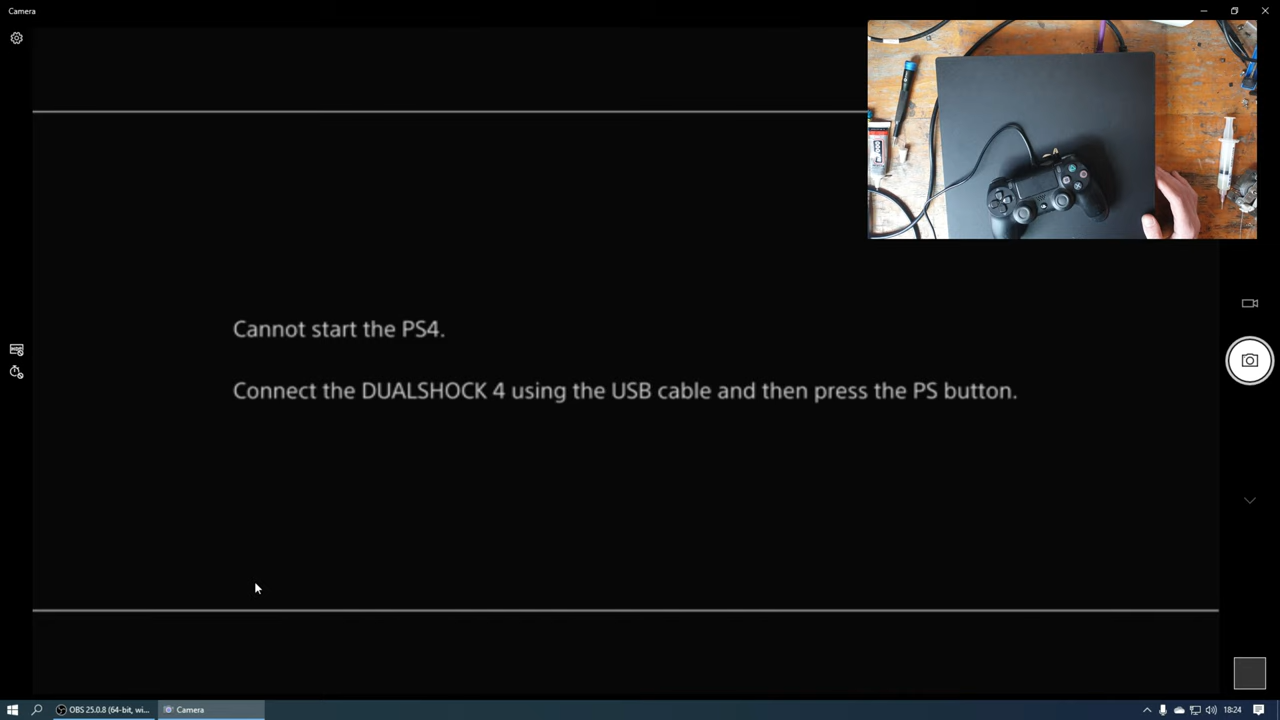 Camera
Cannot start the PS4.
Connect the DUALSHOCK 4 using the USB cable and then press the PS button.
OBS 25.0.8 (64-bit, wi...
Camera
18:24